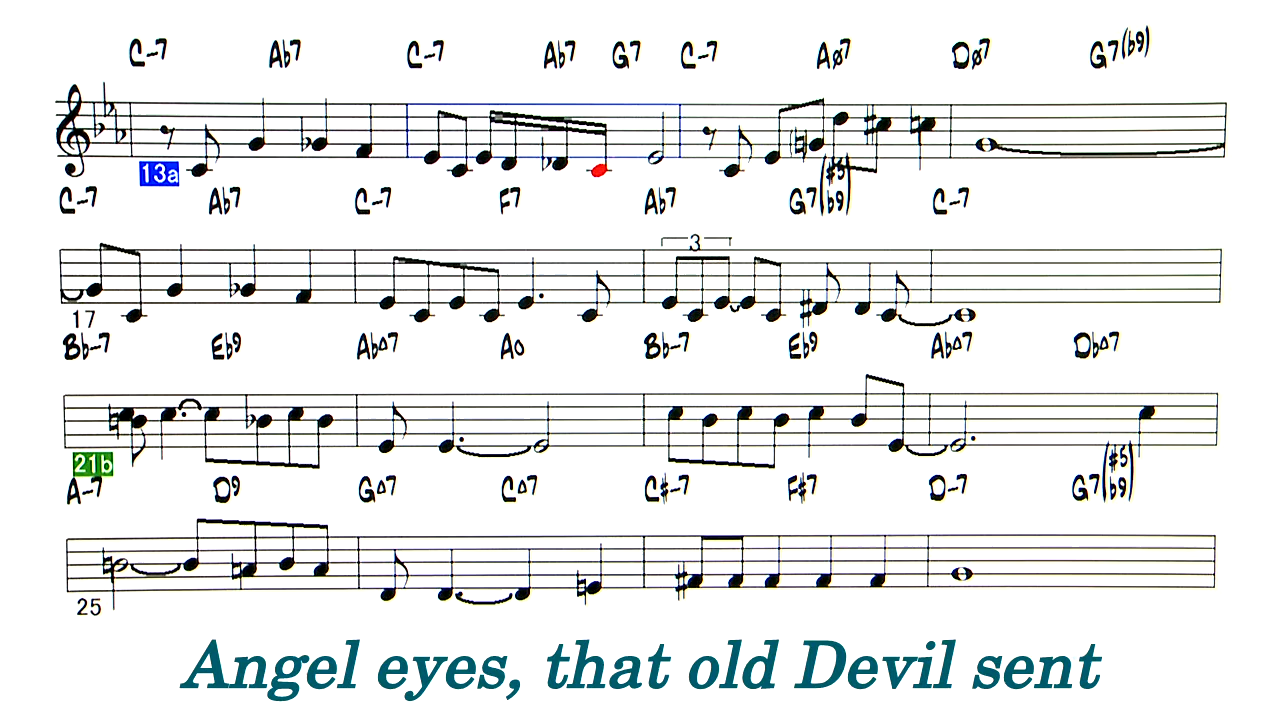 C-7 Ab7 C-7 Ab7 G7 C-7 Aø7 Dø7 G7(b9)
13a
C-7 Ab7 C-7 F7 Ab7 G7(#5 b9) C-7
3
17
Bb-7 Eb9 AbΔ7 Ao Bb-7 Eb9 AbΔ7 DbΔ7
21b
A-7 D9 GΔ7 CΔ7 C#-7 F#7 D-7 G7(#5 b9)
25
Angel eyes, that old Devil sent